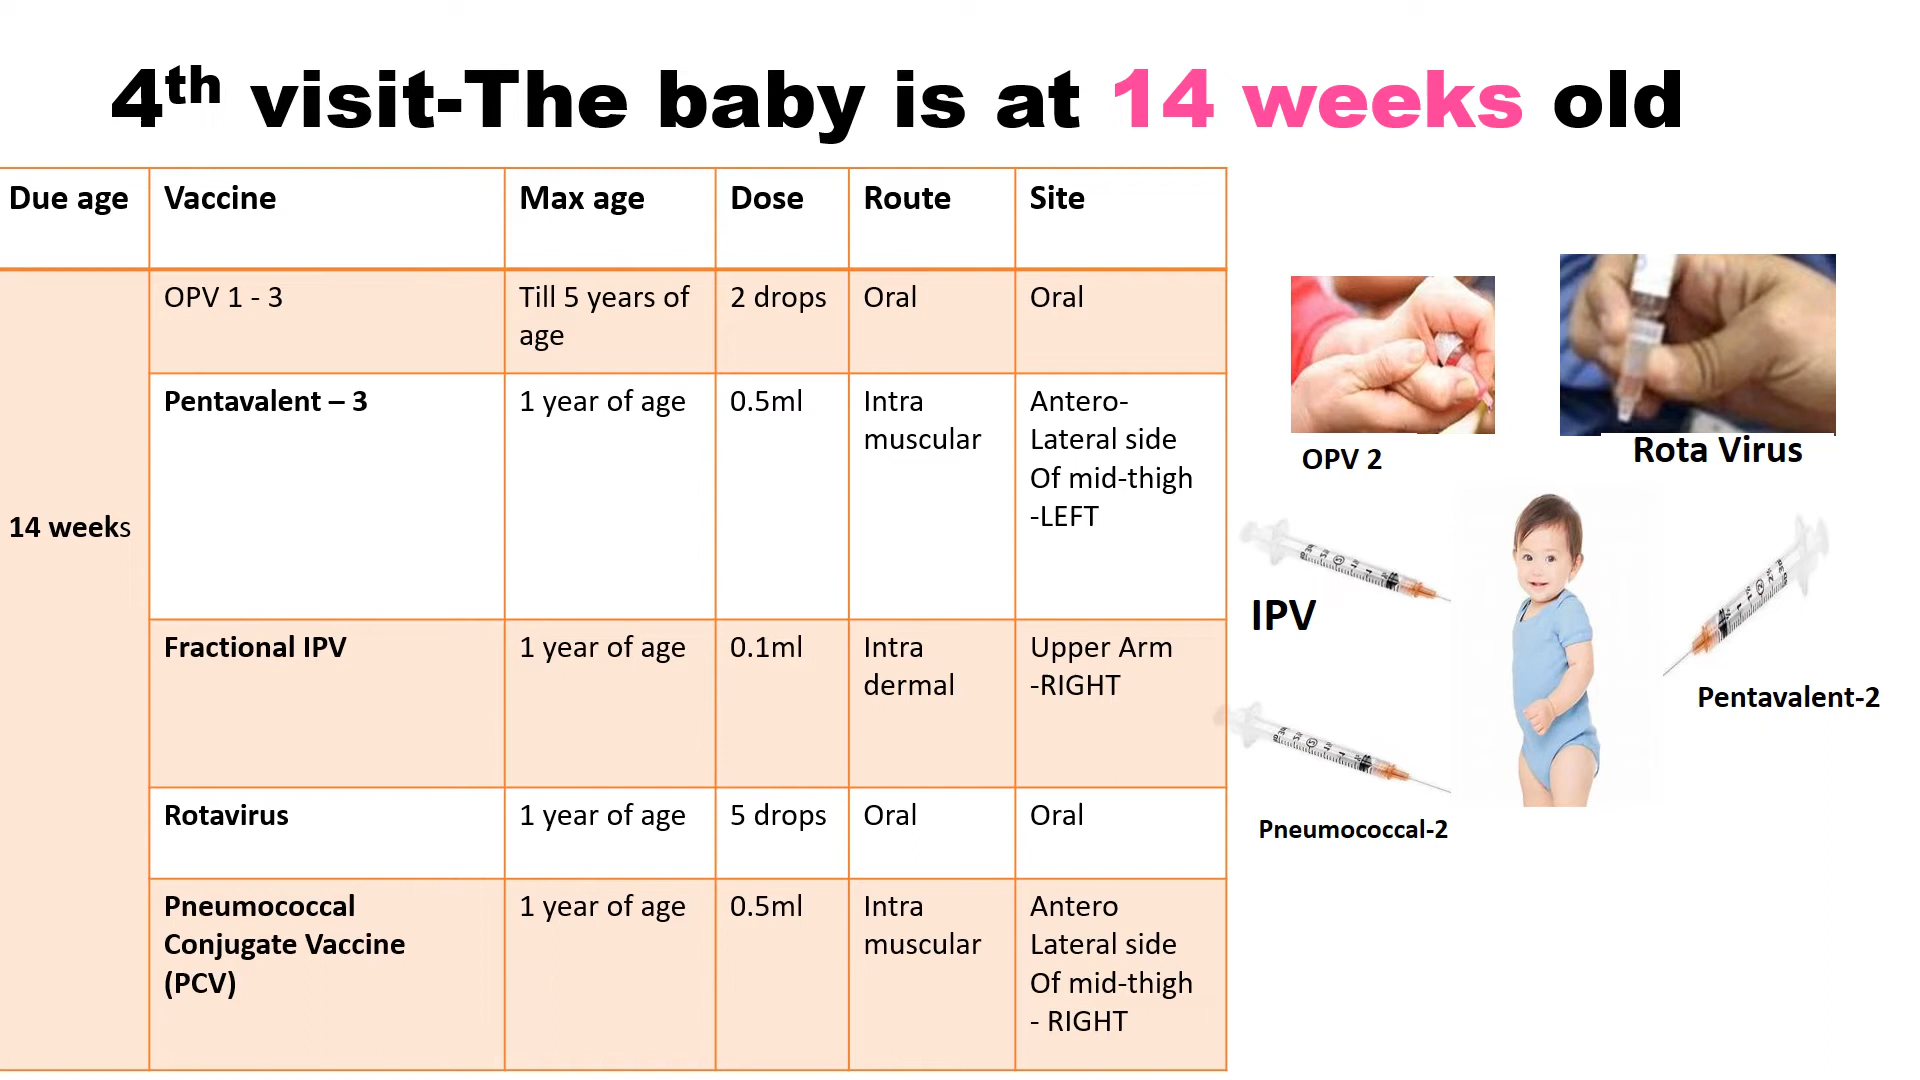 4th visit-The baby is at 14 weeks old
Due age Vaccine Max age Dose Route Site
14 weeks
OPV 1 - 3 Till 5 years of 2 drops Oral Oral
age
Pentavalent – 3 1 year of age 0.5ml Intra Antero-
muscular Lateral side
Of mid-thigh
-LEFT
Fractional IPV 1 year of age 0.1ml Intra Upper Arm
dermal -RIGHT
Rotavirus 1 year of age 5 drops Oral Oral
Pneumococcal 1 year of age 0.5ml Intra Antero
Conjugate Vaccine muscular Lateral side
(PCV) Of mid-thigh
- RIGHT
OPV 2
Rota Virus
IPV
Pentavalent-2
Pneumococcal-2